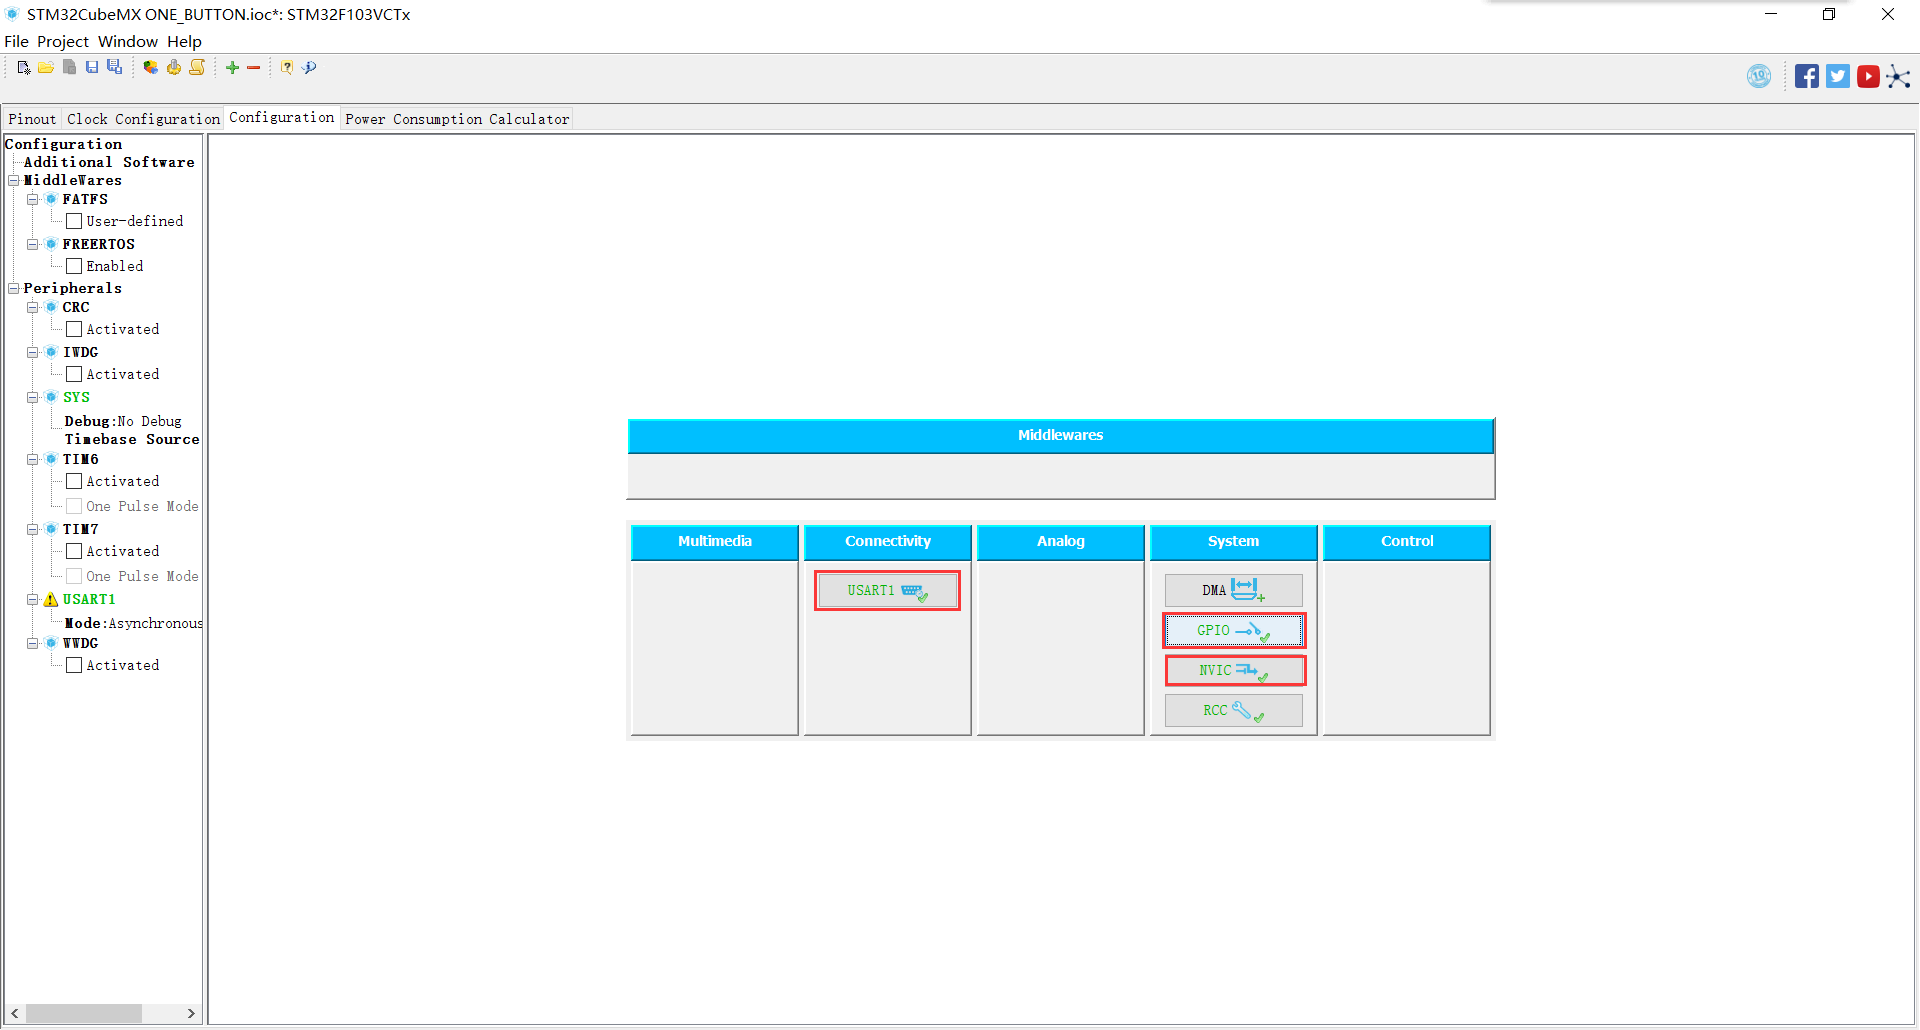 STM32CubeMX ONE_BUTTON.ioc*: STM32F103VCTx
File Project Window Help
10
Pinout Clock Configuration Configuration Power Consumption Calculator
Configuration
Additional Software
MiddleWares
FATFS
User-defined
FREERTOS
Enabled
Peripherals
CRC
Activated
IWDG
Activated
SYS
Debug:No Debug
Timebase Source
TIM6
Activated
One Pulse Mode
TIM7
Activated
One Pulse Mode
USART1
Mode:Asynchronous
WWDG
Activated
Middlewares
Multimedia Connectivity Analog System Control
USART1 DMA
GPIO
NVIC
RCC